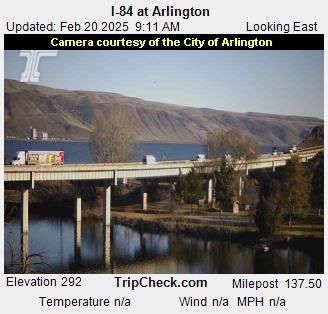 I-84 at Arlington
Updated: Feb 20 2025 9:11 AM Looking East
Camera courtesy of the City of Arlington
Elevation 292 TripCheck.com Milepost 137.50
Temperature n/a Wind n/a MPH n/a